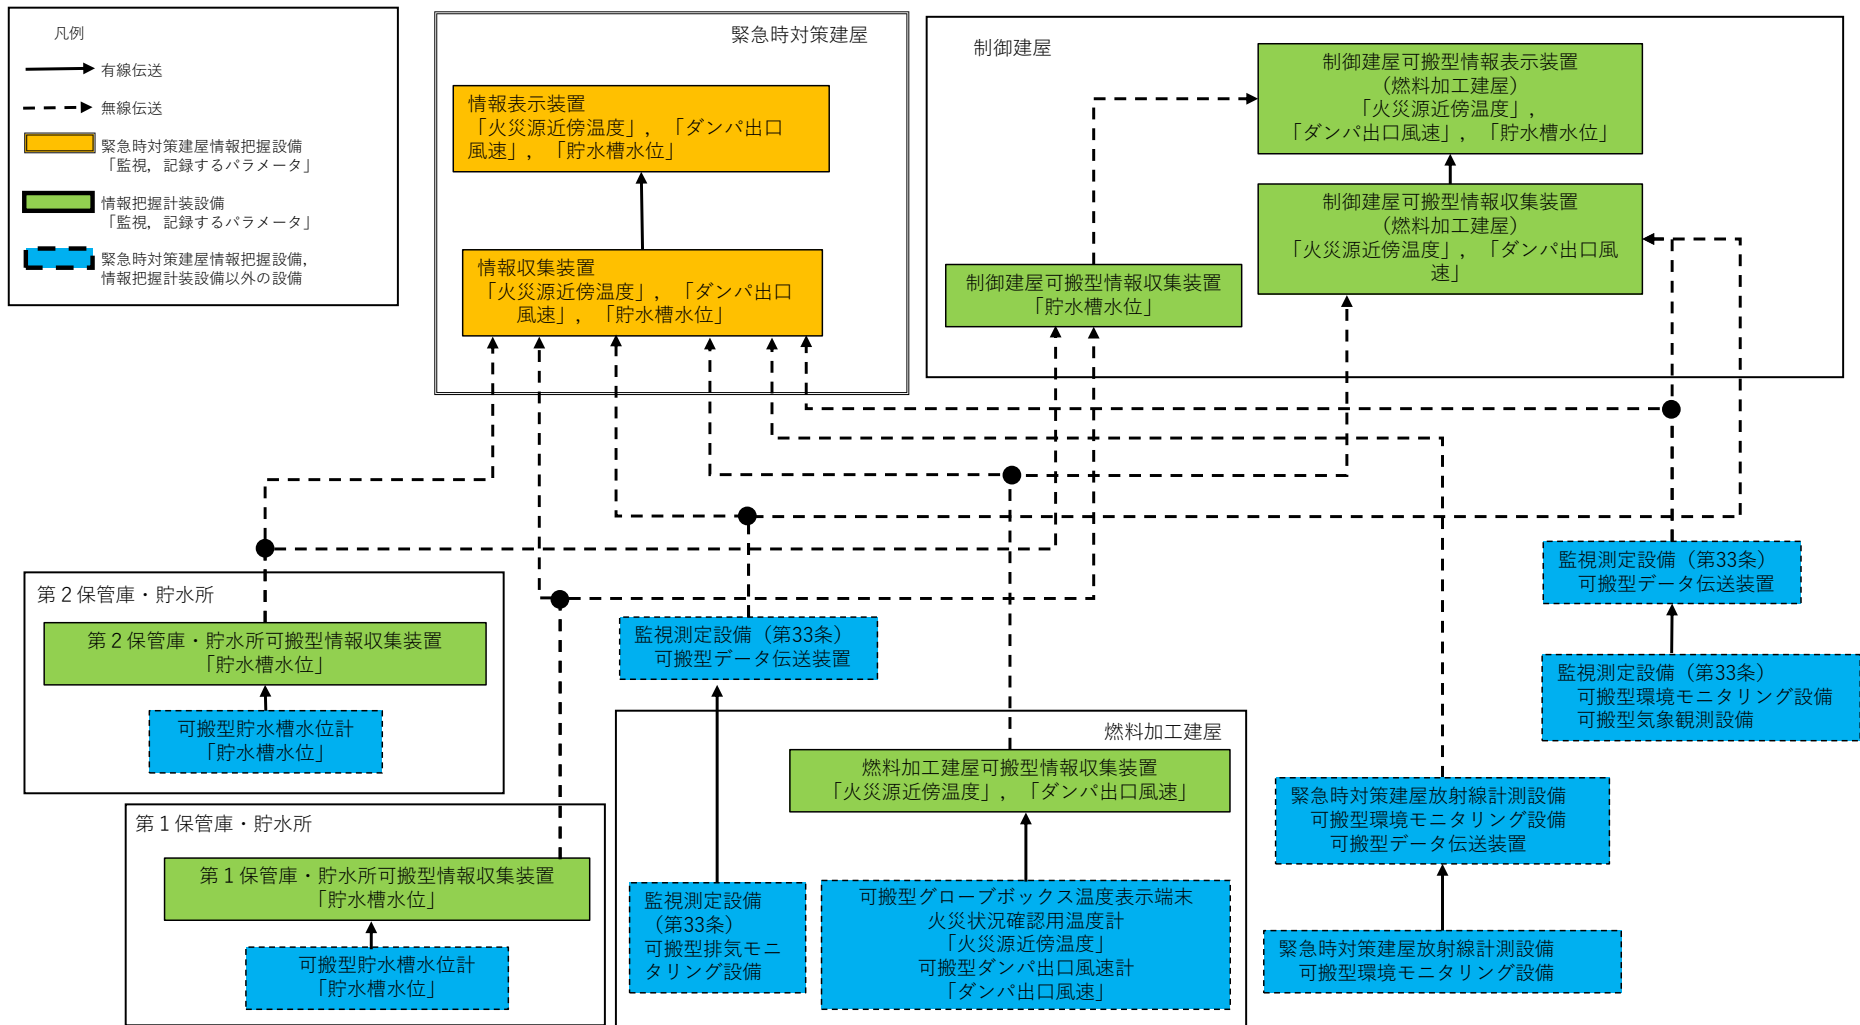 凡例
有線伝送
無線伝送
緊急時対策建屋情報把握設備
「監視，記録するパラメータ」
情報把握計装設備
「監視，記録するパラメータ」
緊急時対策建屋情報把握設備，
情報把握計装設備以外の設備
緊急時対策建屋
情報表示装置
「火災源近傍温度」，「ダンパ出口
風速」，「貯水槽水位」
情報収集装置
「火災源近傍温度」，「ダンパ出口
風速」，「貯水槽水位」
制御建屋
制御建屋可搬型情報表示装置
（燃料加工建屋）
「火災源近傍温度」，
「ダンパ出口風速」，「貯水槽水位」
制御建屋可搬型情報収集装置
（燃料加工建屋）
「火災源近傍温度」，「ダンパ出口風
速」
制御建屋可搬型情報収集装置
「貯水槽水位」
第２保管庫・貯水所
第２保管庫・貯水所可搬型情報収集装置
「貯水槽水位」
可搬型貯水槽水位計
「貯水槽水位」
第１保管庫・貯水所
第１保管庫・貯水所可搬型情報収集装置
「貯水槽水位」
可搬型貯水槽水位計
「貯水槽水位」
監視測定設備（第33条）
可搬型データ伝送装置
監視測定設備
（第33条）
可搬型排気モニ
タリング設備
燃料加工建屋
燃料加工建屋可搬型情報収集装置
「火災源近傍温度」，「ダンパ出口風速」
可搬型グローブボックス温度表示端末
火災状況確認用温度計
「火災源近傍温度」
可搬型ダンパ出口風速計
「ダンパ出口風速」
監視測定設備（第33条）
可搬型データ伝送装置
監視測定設備（第33条）
可搬型環境モニタリング設備
可搬型気象観測設備
緊急時対策建屋放射線計測設備
可搬型環境モニタリング設備
可搬型データ伝送装置
緊急時対策建屋放射線計測設備
可搬型環境モニタリング設備